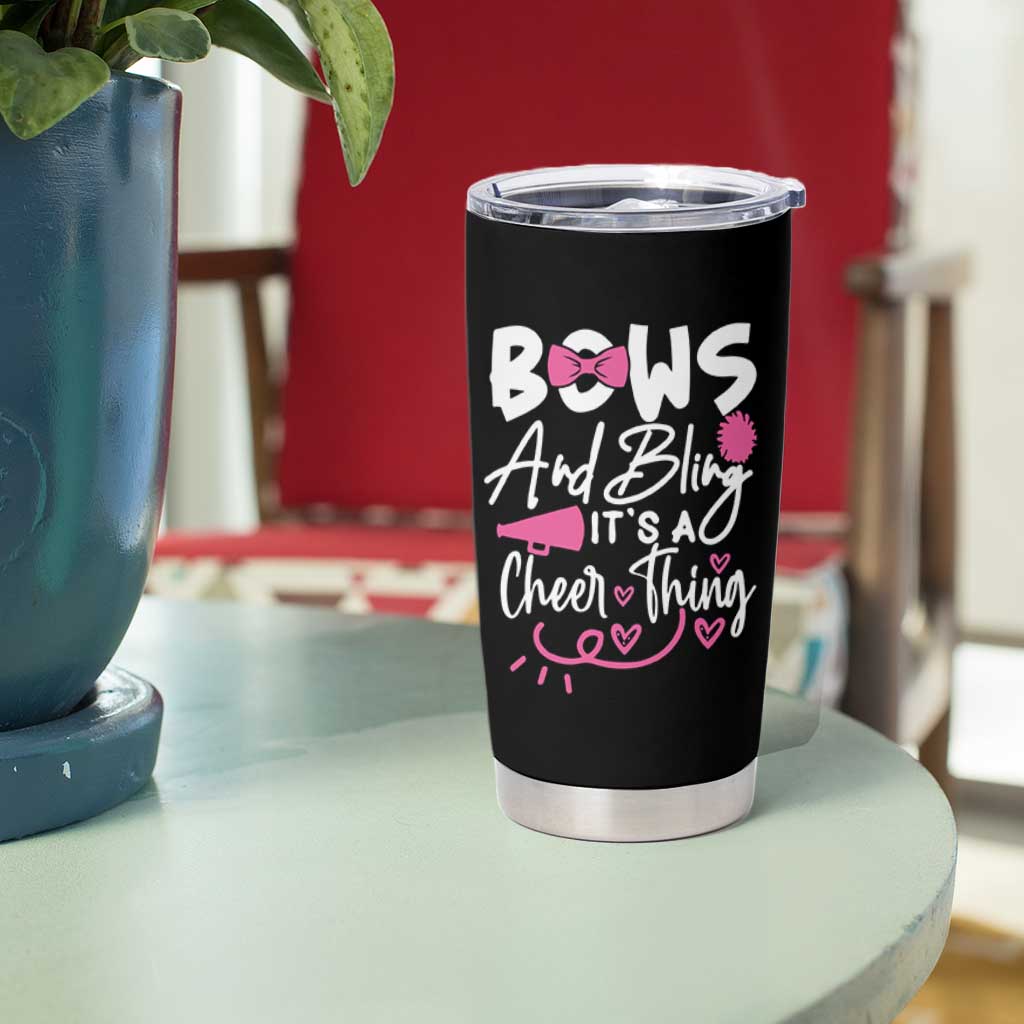 BOWS
And Bling
IT'S A
Cheer Thing